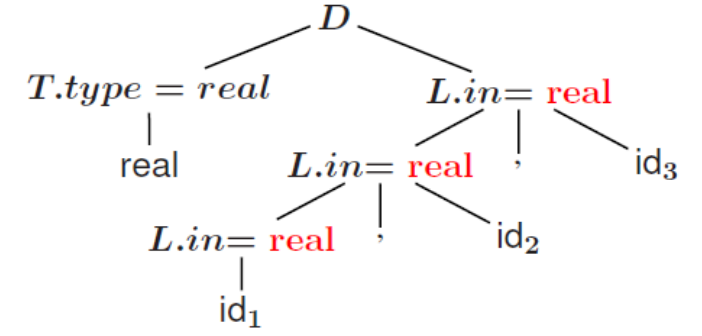 D
T.type = real L.in= real
real L.in= real , id₃
L.in= real , id₂
id₁